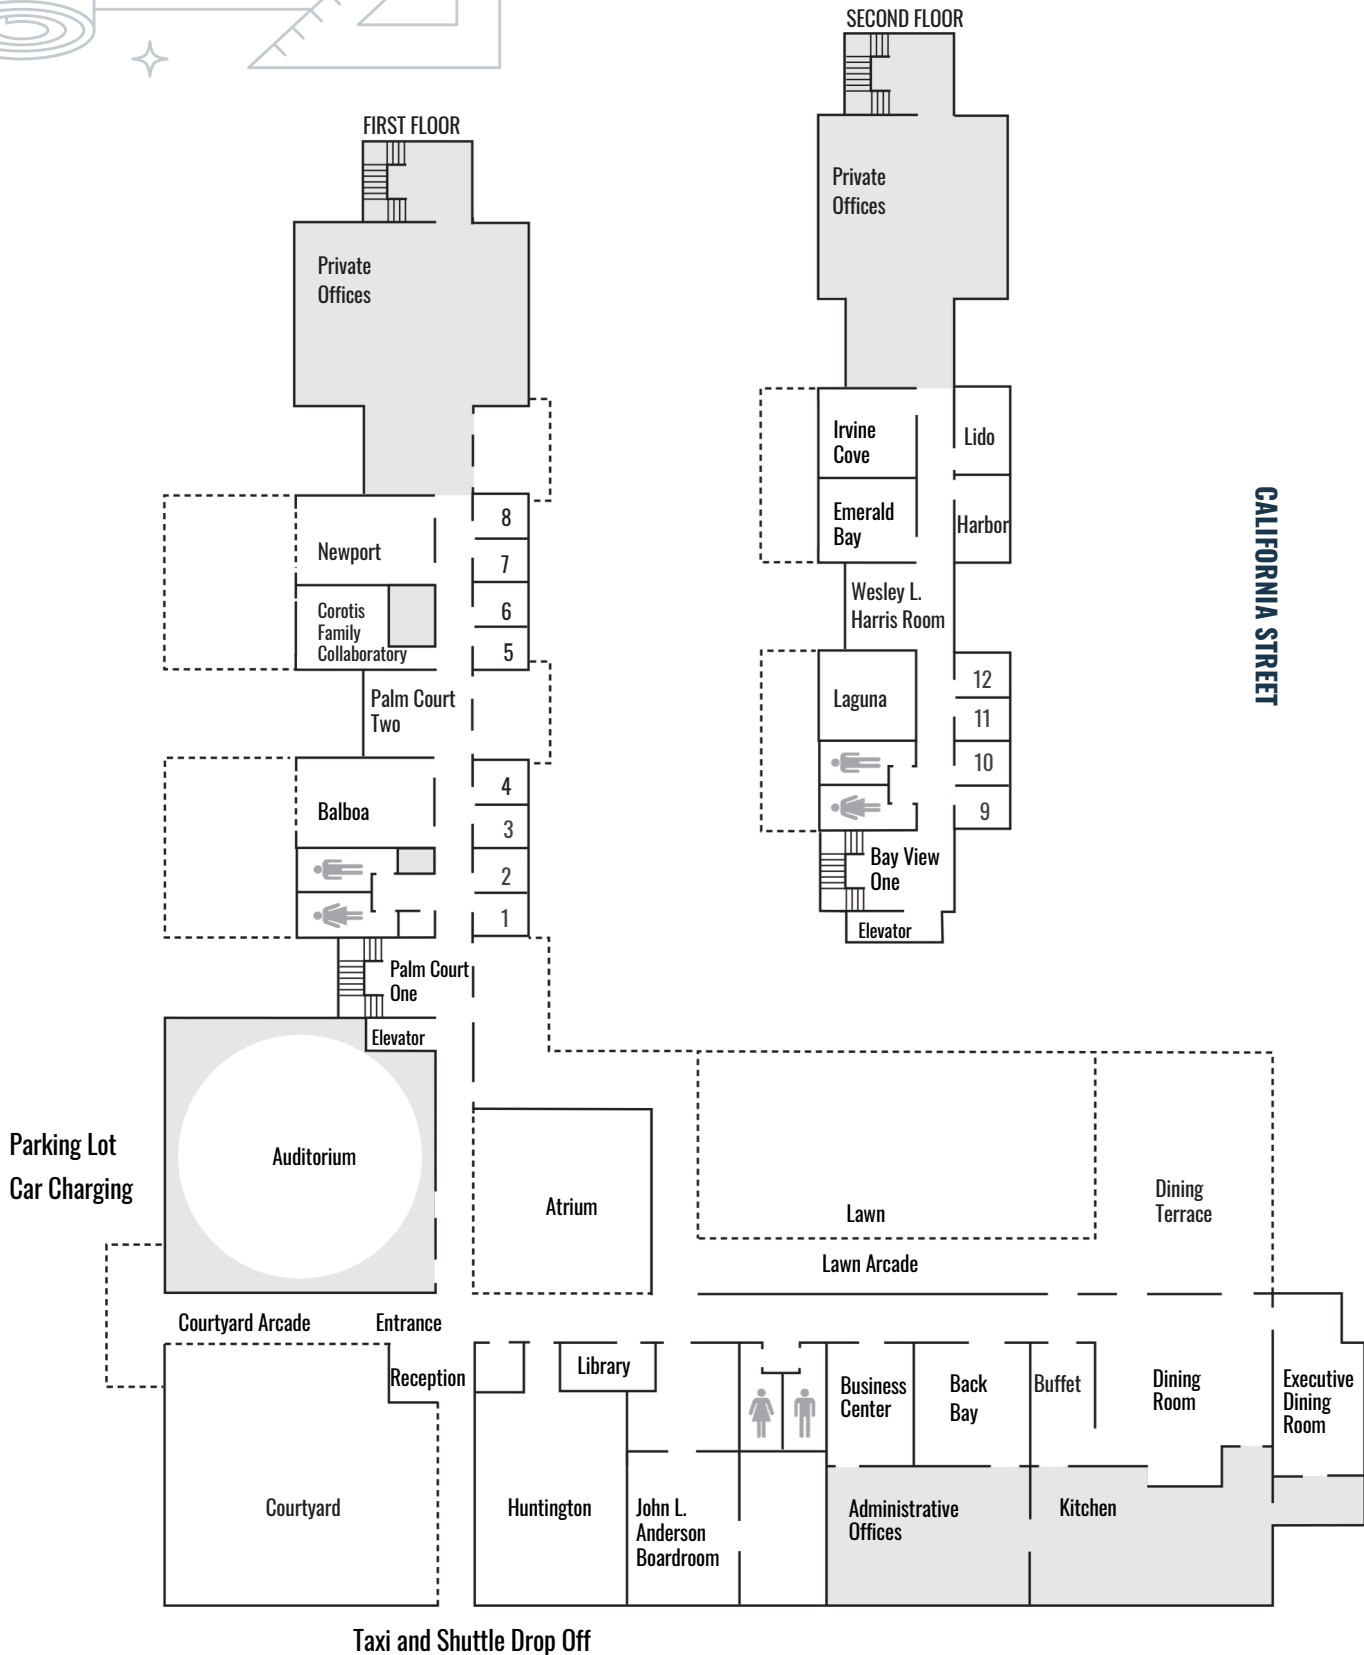 SECOND FLOOR
Private
Offices
Irvine
Cove
Lido
Emerald
Bay
Harbor
Wesley L.
Harris Room
Laguna
12
11
10
9
Bay View
One
Elevator
CALIFORNIA STREET
FIRST FLOOR
Private
Offices
8
Newport
7
Corotis
Family
Collaboratory
6
5
Palm Court
Two
4
Balboa
3
2
1
Palm Court
One
Elevator
Parking Lot
Car Charging
Auditorium
Atrium
Lawn
Dining
Terrace
Lawn Arcade
Courtyard Arcade
Entrance
Reception
Library
Business
Center
Back
Bay
Buffet
Dining
Room
Executive
Dining
Room
Courtyard
Huntington
John L.
Anderson
Boardroom
Administrative
Offices
Kitchen
Taxi and Shuttle Drop Off